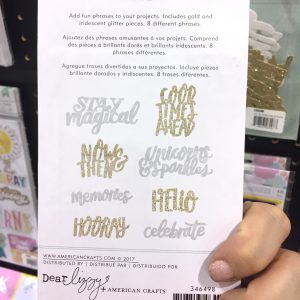 Add fun phrases to your projects. Includes gold and
iridescent glitter pieces. 8 different phrases.
Ajoutez des phrases amusantes à vos projets. Comprend
des pièces à brillants dorés et brillants iridescents. 8
phrases différentes.
Agregue frases divertidas a sus proyectos. Incluye piezas
brillante dorados y iridiscentes. 8 frases diferentes.
STAY magical
GOOD TIMES AHEAD
NOW & THEN
Unicorns & sparkles
memories
HELLO
HOORAY
celebrate
WWW.AMERICANCRAFTS.COM © 2017
DISTRIBUTED BY | DISTRIBUÉ PAR | DISTRIBUIDO POR
Dear Lizzy + AMERICAN CRAFTS
346498